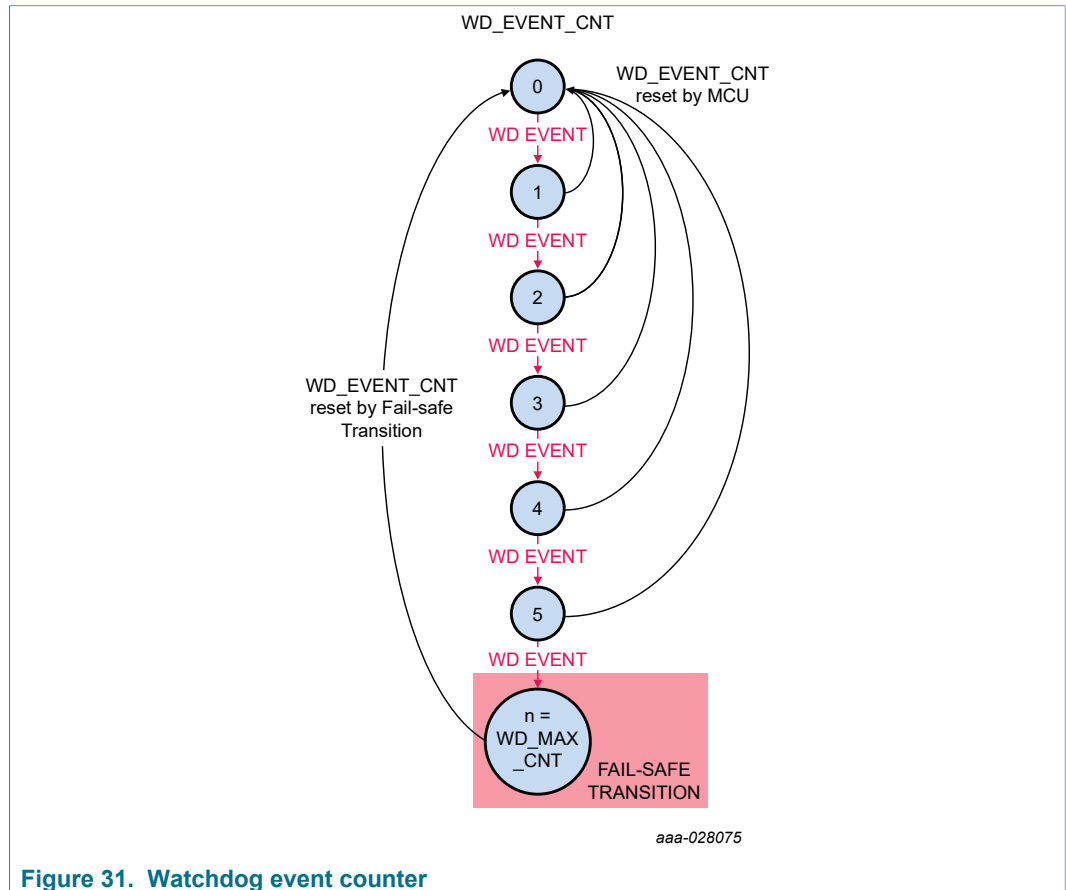 WD_EVENT_CNT
0
WD_EVENT_CNT
reset by MCU
WD EVENT
1
WD EVENT
2
WD EVENT
3
WD_EVENT_CNT
reset by Fail-safe
Transition
WD EVENT
4
WD EVENT
5
WD EVENT
n =
WD_MAX
_CNT
FAIL-SAFE
TRANSITION
aaa-028075
Figure 31. Watchdog event counter